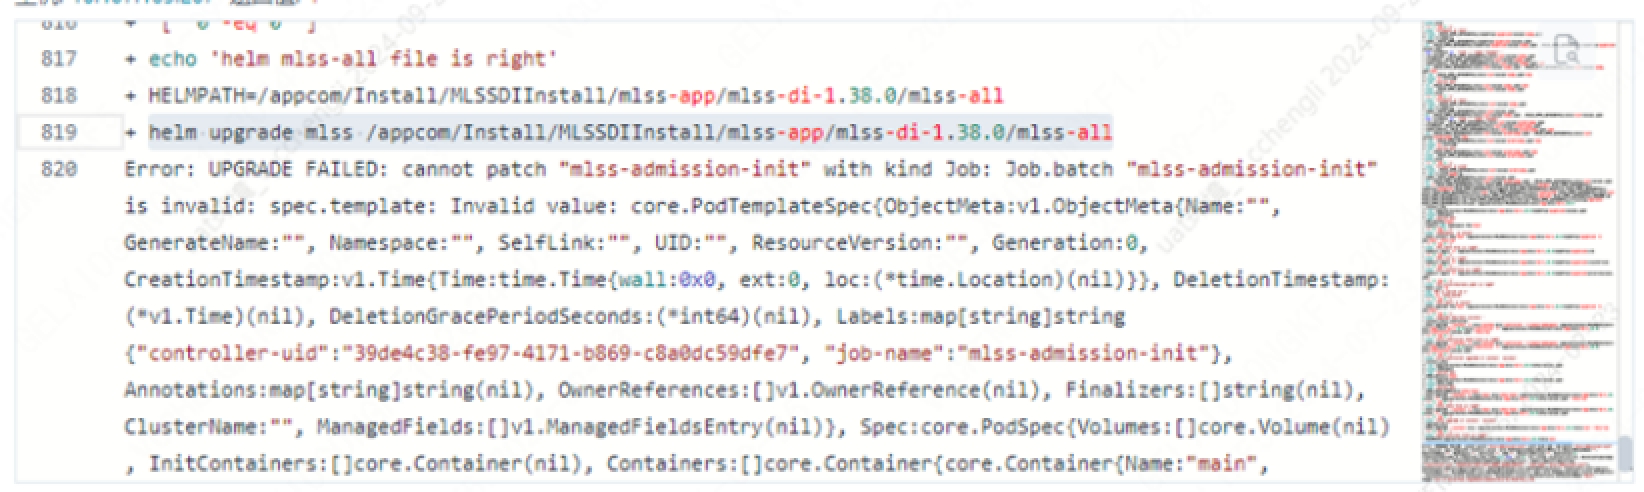 817 + echo 'helm mlss-all file is right'
818 + HELMPATH=/appcom/Install/MLSSDIInstall/mlss-app/mlss-di-1.38.0/mlss-all
819 + helm upgrade mlss /appcom/Install/MLSSDIInstall/mlss-app/mlss-di-1.38.0/mlss-all
820 Error: UPGRADE FAILED: cannot patch "mlss-admission-init" with kind Job: Job.batch "mlss-admission-init"
is invalid: spec.template: Invalid value: core.PodTemplateSpec{ObjectMeta:v1.ObjectMeta{Name:"",
GenerateName:"", Namespace:"", SelfLink:"", UID:"", ResourceVersion:"", Generation:0,
CreationTimestamp:v1.Time{Time:time.Time{wall:0x0, ext:0, loc:(*time.Location)(nil)}}, DeletionTimestamp:
(*v1.Time)(nil), DeletionGracePeriodSeconds:(*int64)(nil), Labels:map[string]string
{"controller-uid":"39de4c38-fe97-4171-b869-c8a0dc59dfe7", "job-name":"mlss-admission-init"},
Annotations:map[string]string(nil), OwnerReferences:[]v1.OwnerReference(nil), Finalizers:[]string(nil),
ClusterName:"", ManagedFields:[]v1.ManagedFieldsEntry(nil)}, Spec:core.PodSpec{Volumes:[]core.Volume(nil)
, InitContainers:[]core.Container(nil), Containers:[]core.Container{core.Container{Name:"main",